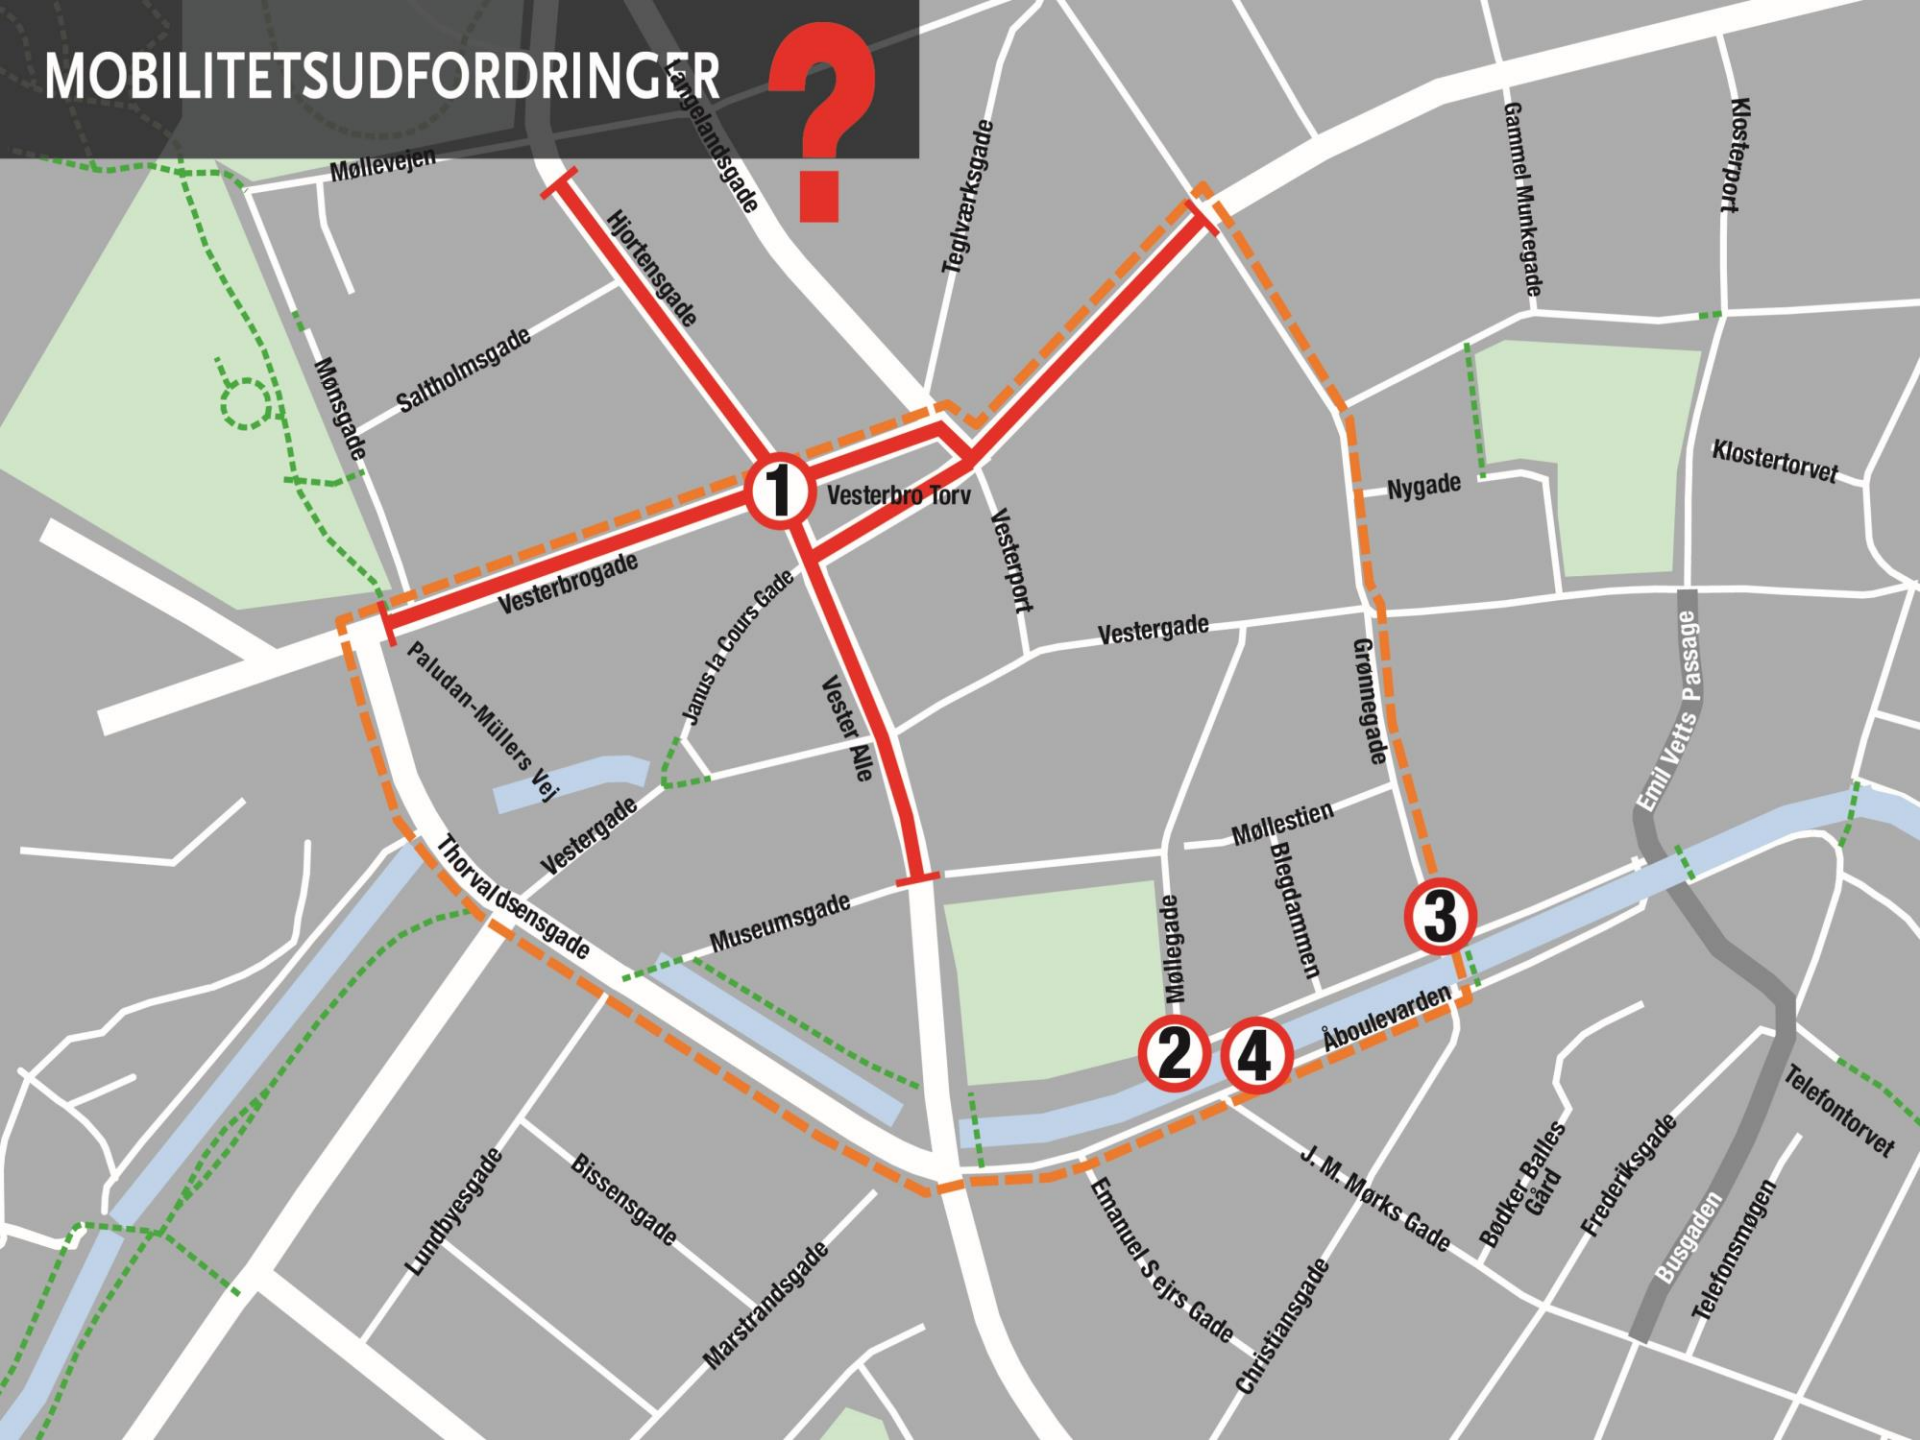 MOBILITETSUDFORDRINGER ?
Langelandsgade
Møllevejen
Hjortensgade
Teglværksgade
Gammel Munkegade
Klosterport
Saltholmsgade
Mønsgade
Klostertorvet
Nygade
1
Vesterbro Torv
Vesterport
Vesterbrogade
Janus la Cours Gade
Vestergade
Grønnegade
Emil Vetts Passage
Paludan-Müllers Vej
Vester Alle
Vestergade
Møllestien
Blegdammen
Thorvaldsensgade
Museumsgade
Møllegade
3
2
4
Åboulevarden
Telefontorvet
J. M. Mørks Gade
Bødker Balles
Gård
Frederiksgade
Busgaden
Telefonsmøgen
Lundbyesgade
Bissensgade
Marstrandsgade
Emanuel Sejrs Gade
Christiansgade